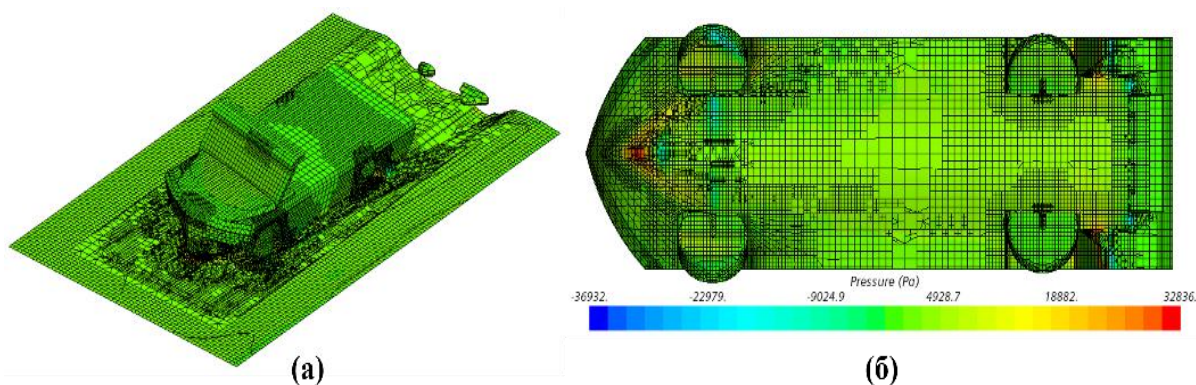 Pressure (Pa)
-36932. -22979. -9024.9 4928.7 18882. 32836.
(а) (б)